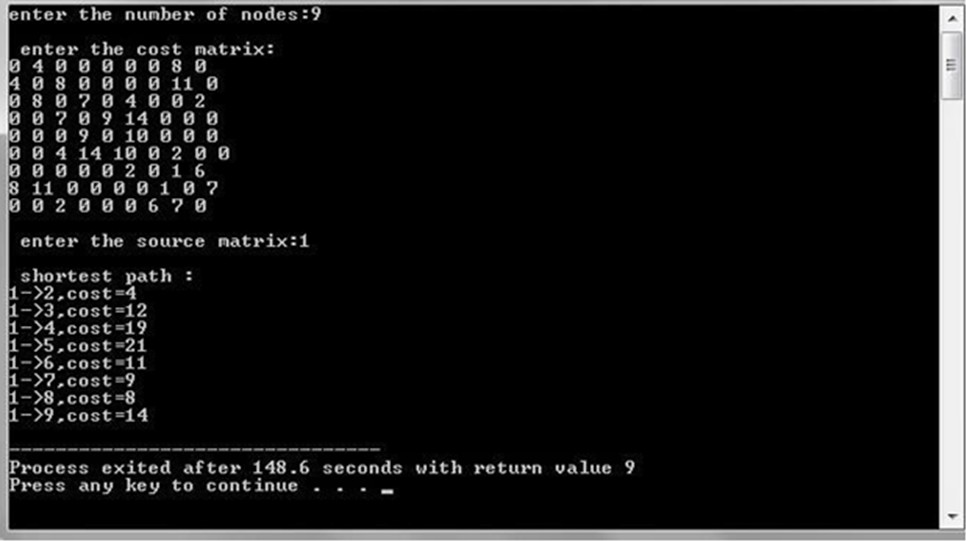 enter the number of nodes:9
enter the cost matrix:
0 4 0 0 0 0 0 8 0
4 0 8 0 0 0 0 11 0
0 8 0 7 0 4 0 0 2
0 0 7 0 9 14 0 0 0
0 0 0 9 0 10 0 0 0
0 0 4 14 10 0 2 0 0
0 0 0 0 0 2 0 1 6
8 11 0 0 0 0 1 0 7
0 0 2 0 0 0 6 7 0
enter the source matrix:1
shortest path :
1->2,cost=4
1->3,cost=12
1->4,cost=19
1->5,cost=21
1->6,cost=11
1->7,cost=9
1->8,cost=8
1->9,cost=14
--------------------------------
Process exited after 148.6 seconds with return value 9
Press any key to continue . . . _